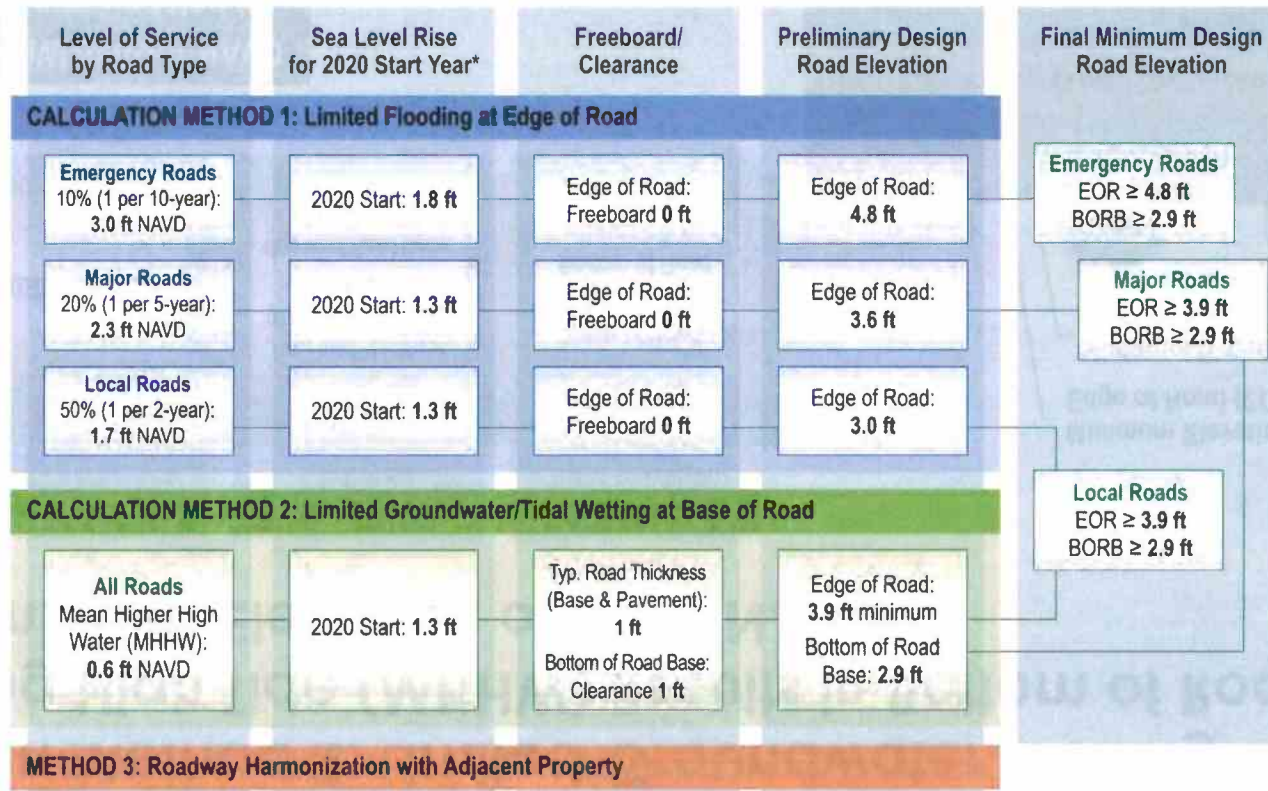 Level of Service
by Road Type
Sea Level Rise
for 2020 Start Year*
Freeboard/
Clearance
Preliminary Design
Road Elevation
Final Minimum Design
Road Elevation
CALCULATION METHOD 1: Limited Flooding at Edge of Road
Emergency Roads
10% (1 per 10-year):
3.0 ft NAVD
2020 Start: 1.8 ft
Edge of Road:
Freeboard 0 ft
Edge of Road:
4.8 ft
Emergency Roads
EOR ≥ 4.8 ft
BORB ≥ 2.9 ft
Major Roads
20% (1 per 5-year):
2.3 ft NAVD
2020 Start: 1.3 ft
Edge of Road:
Freeboard 0 ft
Edge of Road:
3.6 ft
Major Roads
EOR ≥ 3.9 ft
BORB ≥ 2.9 ft
Local Roads
50% (1 per 2-year):
1.7 ft NAVD
2020 Start: 1.3 ft
Edge of Road:
Freeboard 0 ft
Edge of Road:
3.0 ft
Local Roads
EOR ≥ 3.9 ft
BORB ≥ 2.9 ft
CALCULATION METHOD 2: Limited Groundwater/Tidal Wetting at Base of Road
All Roads
Mean Higher High
Water (MHHW):
0.6 ft NAVD
2020 Start: 1.3 ft
Typ. Road Thickness
(Base & Pavement):
1 ft
Bottom of Road Base:
Clearance 1 ft
Edge of Road:
3.9 ft minimum
Bottom of Road
Base: 2.9 ft
METHOD 3: Roadway Harmonization with Adjacent Property